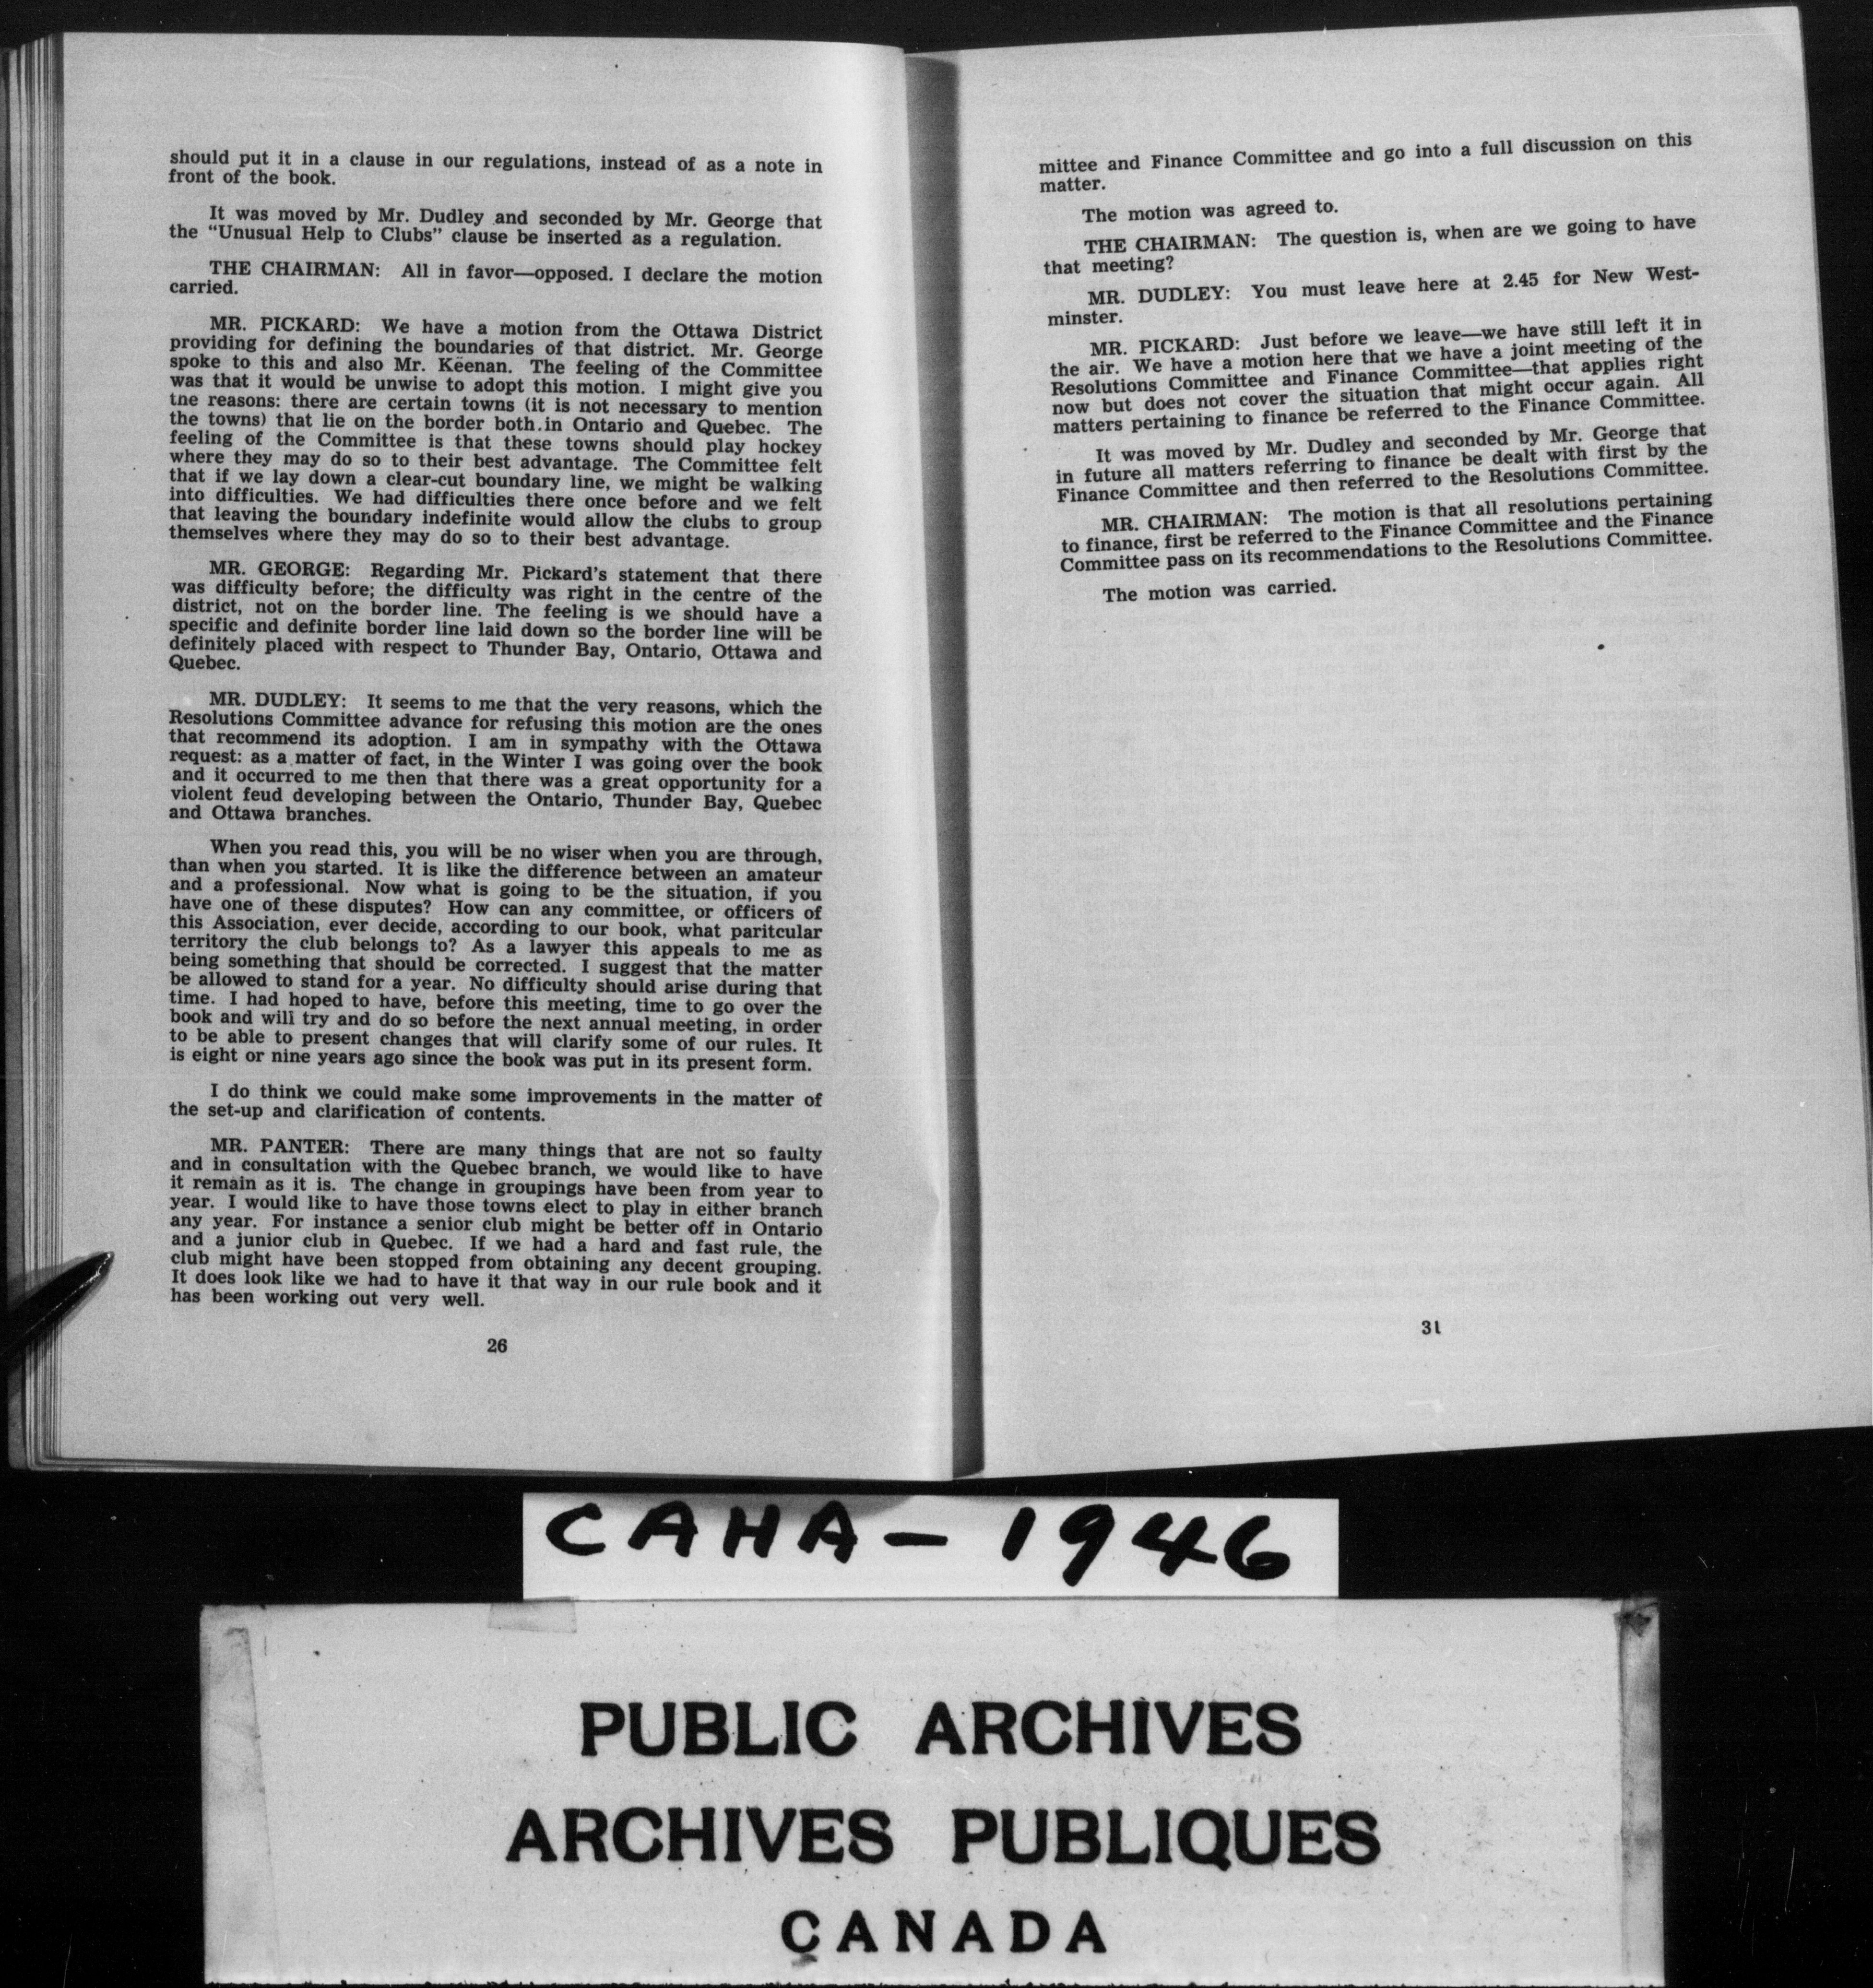 should put it in a clause in our regulations, instead of as a note in
front of the book.
It was moved by Mr. Dudley and seconded by Mr. George that
the “Unusual Help to Clubs” clause be inserted as a regulation.
THE CHAIRMAN: All in favor—opposed. I declare the motion
carried.
MR. PICKARD: We have a motion from the Ottawa District
providing for defining the boundaries of that district. Mr. George
spoke to this and also Mr. Keenan. The feeling of the Committee
was that it would be unwise to adopt this motion. I might give you
tne reasons: there are certain towns (it is not necessary to mention
the towns) that lie on the border both in Ontario and Quebec. The
feeling of the Committee is that these towns should play hockey
where they may do so to their best advantage. The Committee felt
that if we lay down a clear-cut boundary line, we might be walking
into difficulties. We had difficulties there once before and we felt
that leaving the boundary indefinite would allow the clubs to group
themselves where they may do so to their best advantage.
MR. GEORGE: Regarding Mr. Pickard’s statement that there
was difficulty before; the difficulty was right in the centre of the
district, not on the border line. The feeling is we should have a
specific and definite border line laid down so the border line will be
definitely placed with respect to Thunder Bay, Ontario, Ottawa and
Quebec.
MR. DUDLEY: It seems to me that the very reasons, which the
Resolutions Committee advance for refusing this motion are the ones
that recommend its adoption. I am in sympathy with the Ottawa
request: as a matter of fact, in the Winter I was going over the book
and it occurred to me then that there was a great opportunity for a
violent feud developing between the Ontario, Thunder Bay, Quebec
and Ottawa branches.
When you read this, you will be no wiser when you are through,
than when you started. It is like the difference between an amateur
and a professional. Now what is going to be the situation, if you
have one of these disputes? How can any committee, or officers of
this Association, ever decide, according to our book, what paritcular
territory the club belongs to? As a lawyer this appeals to me as
being something that should be corrected. I suggest that the matter
be allowed to stand for a year. No difficulty should arise during that
time. I had hoped to have, before this meeting, time to go over the
book and will try and do so before the next annual meeting, in order
to be able to present changes that will clarify some of our rules. It
is eight or nine years ago since the book was put in its present form.
I do think we could make some improvements in the matter of
the set-up and clarification of contents.
MR. PANTER: There are many things that are not so faulty
and in consultation with the Quebec branch, we would like to have
it remain as it is. The change in groupings have been from year to
year. I would like to have those towns elect to play in either branch
any year. For instance a senior club might be better off in Ontario
and a junior club in Quebec. If we had a hard and fast rule, the
club might have been stopped from obtaining any decent grouping.
It does look like we had to have it that way in our rule book and it
has been working out very well.
26
mittee and Finance Committee and go into a full discussion on this
matter.
The motion was agreed to.
THE CHAIRMAN: The question is, when are we going to have
that meeting?
MR. DUDLEY: You must leave here at 2.45 for New West-
minster.
MR. PICKARD: Just before we leave—we have still left it in
the air. We have a motion here that we have a joint meeting of the
Resolutions Committee and Finance Committee—that applies right
now but does not cover the situation that might occur again. All
matters pertaining to finance be referred to the Finance Committee.
It was moved by Mr. Dudley and seconded by Mr. George that
in future all matters referring to finance be dealt with first by the
Finance Committee and then referred to the Resolutions Committee.
MR. CHAIRMAN: The motion is that all resolutions pertaining
to finance, first be referred to the Finance Committee and the Finance
Committee pass on its recommendations to the Resolutions Committee.
The motion was carried.
31
CAHA - 1946
PUBLIC ARCHIVES
ARCHIVES PUBLIQUES
CANADA